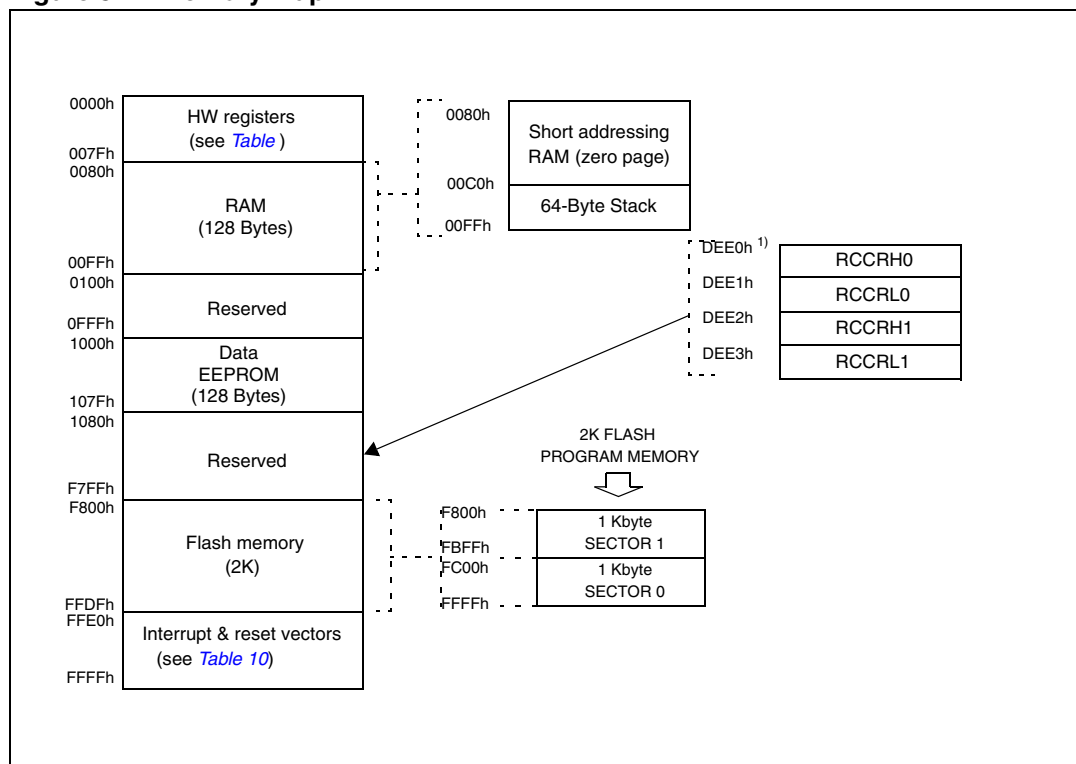 0000h
HW registers
(see Table )
007Fh
0080h
RAM
(128 Bytes)
00FFh
0100h
Reserved
0FFFh
1000h
Data
EEPROM
(128 Bytes)
107Fh
1080h
Reserved
F7FFh
F800h
Flash memory
(2K)
FFDFh
FFE0h
Interrupt & reset vectors
(see Table 10)
FFFFh
0080h
Short addressing
RAM (zero page)
00C0h
64-Byte Stack
00FFh
DEE0h 1)
RCCRH0
DEE1h
RCCRL0
DEE2h
RCCRH1
DEE3h
RCCRL1
2K FLASH
PROGRAM MEMORY
F800h
1 Kbyte
SECTOR 1
FBFFh
FC00h
1 Kbyte
SECTOR 0
FFFFh